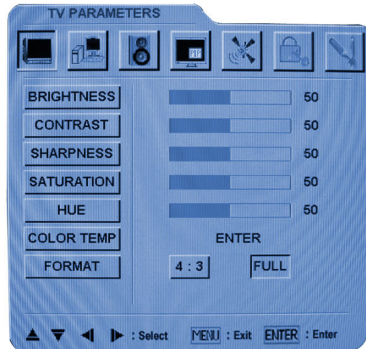 TV PARAMETERS
BRIGHTNESS 50
CONTRAST 50
SHARPNESS 50
SATURATION 50
HUE 50
COLOR TEMP ENTER
FORMAT 4 : 3 FULL
: Select MENU : Exit ENTER : Enter